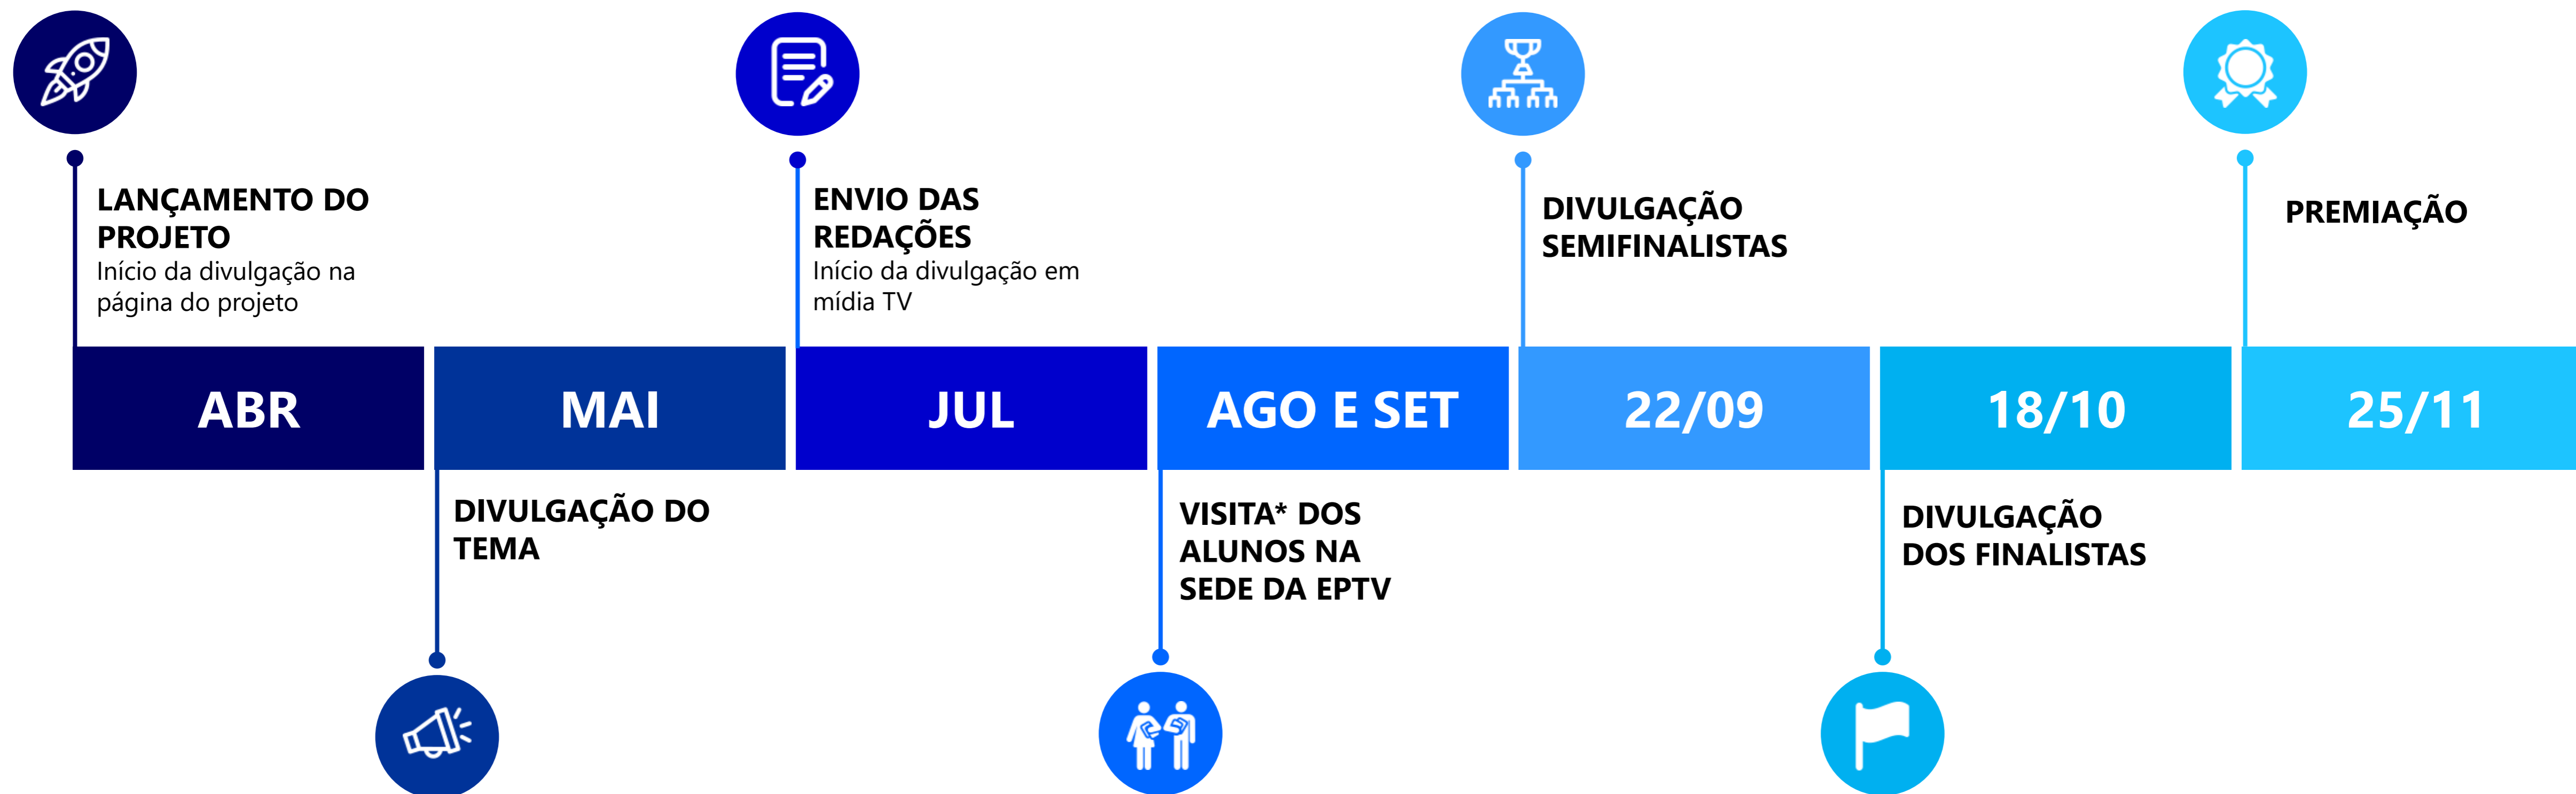 LANÇAMENTO DO
PROJETO
Início da divulgação na
página do projeto
ENVIO DAS
REDAÇÕES
Início da divulgação em
mídia TV
DIVULGAÇÃO
SEMIFINALISTAS
PREMIAÇÃO
ABR
MAI
JUL
AGO E SET
22/09
18/10
25/11
DIVULGAÇÃO DO
TEMA
VISITA* DOS
ALUNOS NA
SEDE DA EPTV
DIVULGAÇÃO
DOS FINALISTAS